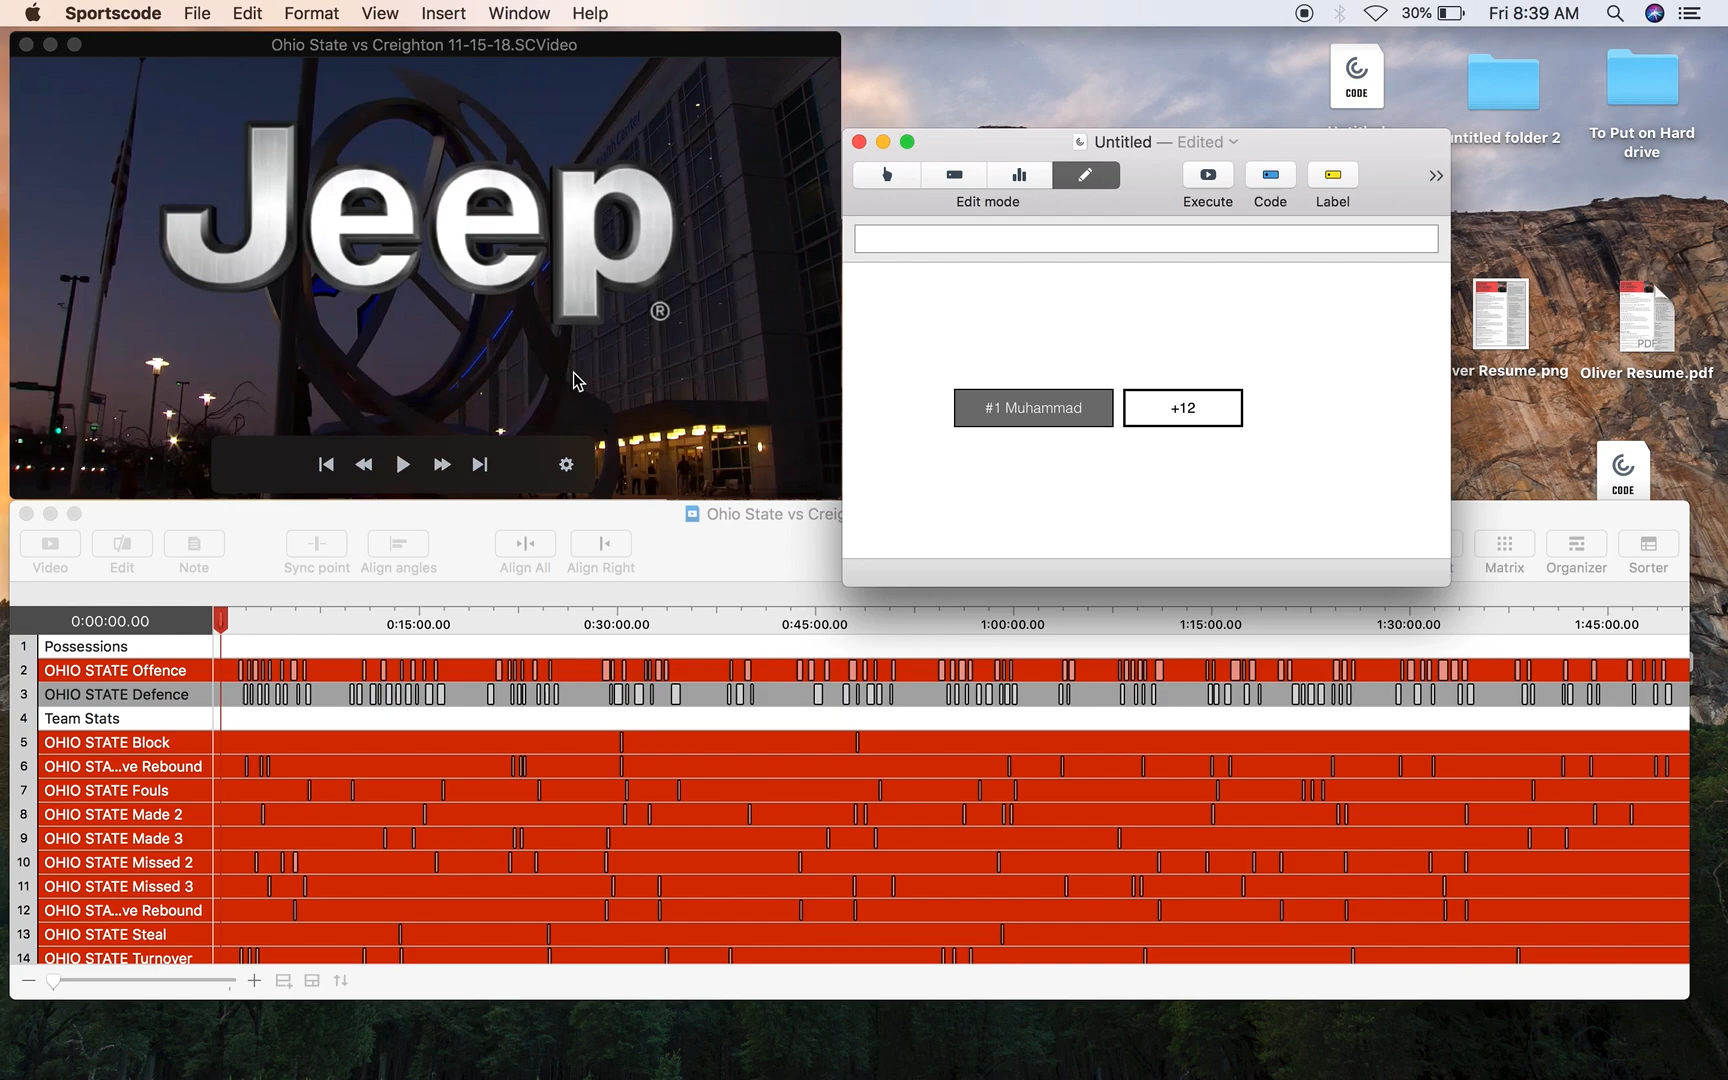 Sportscode File Edit Format View Insert Window Help 30% Fri 8:39 AM
Ohio State vs Creighton 11-15-18.SCVideo
Jeep
®
CODE
untitled folder 2
To Put on Hard
drive
Untitled — Edited
Edit mode Execute Code Label
#1 Muhammad +12
ver Resume.png Oliver Resume.pdf
PDF
CODE
Ohio State vs Creig
Video Edit Note Sync point Align angles Align All Align Right Matrix Organizer Sorter
0:00:00.00 0:15:00.00 0:30:00.00 0:45:00.00 1:00:00.00 1:15:00.00 1:30:00.00 1:45:00.00
1 Possessions
2 OHIO STATE Offence
3 OHIO STATE Defence
4 Team Stats
5 OHIO STATE Block
6 OHIO STA...ve Rebound
7 OHIO STATE Fouls
8 OHIO STATE Made 2
9 OHIO STATE Made 3
10 OHIO STATE Missed 2
11 OHIO STATE Missed 3
12 OHIO STA...ve Rebound
13 OHIO STATE Steal
14 OHIO STATE Turnover